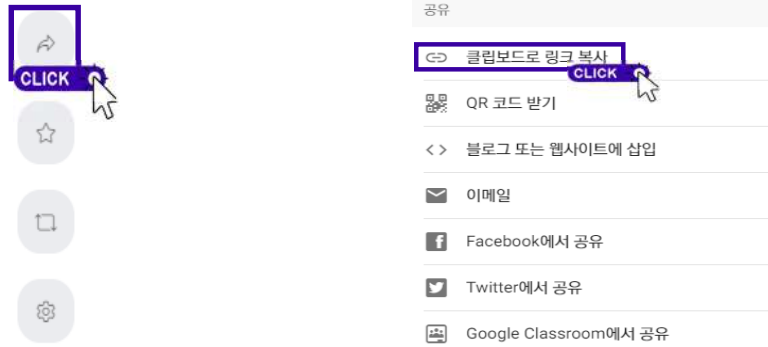 CLICK
공유
클립보드로 링크 복사
CLICK
QR 코드 받기
블로그 또는 웹사이트에 삽입
이메일
Facebook에서 공유
Twitter에서 공유
Google Classroom에서 공유